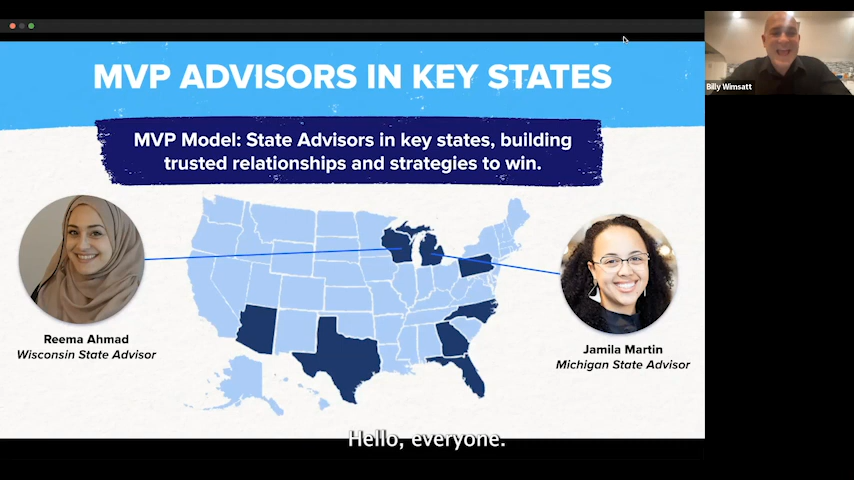 MVP ADVISORS IN KEY STATES
MVP Model: State Advisors in key states, building
trusted relationships and strategies to win.
Reema Ahmad
Wisconsin State Advisor
Jamila Martin
Michigan State Advisor
Billy Wimsatt
Hello, everyone.